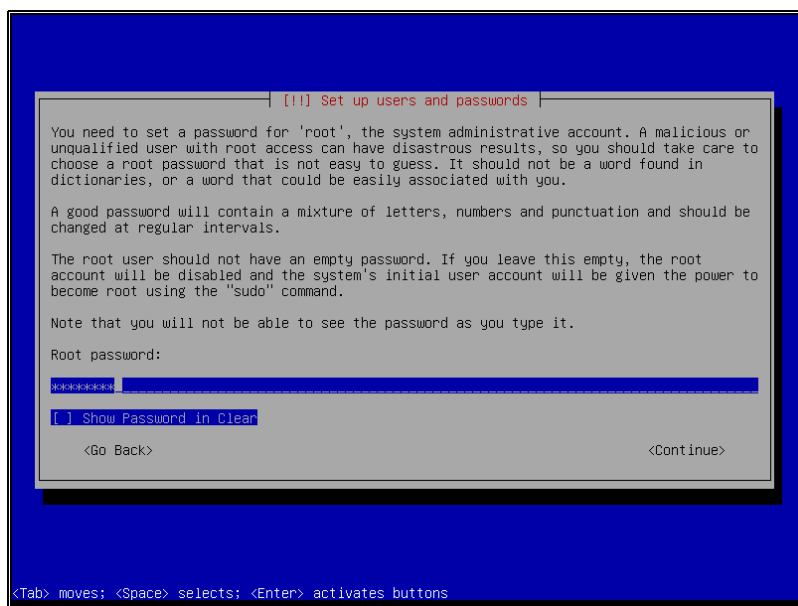 [!!] Set up users and passwords
You need to set a password for 'root', the system administrative account. A malicious or
unqualified user with root access can have disastrous results, so you should take care to
choose a root password that is not easy to guess. It should not be a word found in
dictionaries, or a word that could be easily associated with you.
A good password will contain a mixture of letters, numbers and punctuation and should be
changed at regular intervals.
The root user should not have an empty password. If you leave this empty, the root
account will be disabled and the system's initial user account will be given the power to
become root using the "sudo" command.
Note that you will not be able to see the password as you type it.
Root password:
********
[ ] Show Password in Clear
<Go Back> <Continue>
<Tab> moves; <Space> selects; <Enter> activates buttons